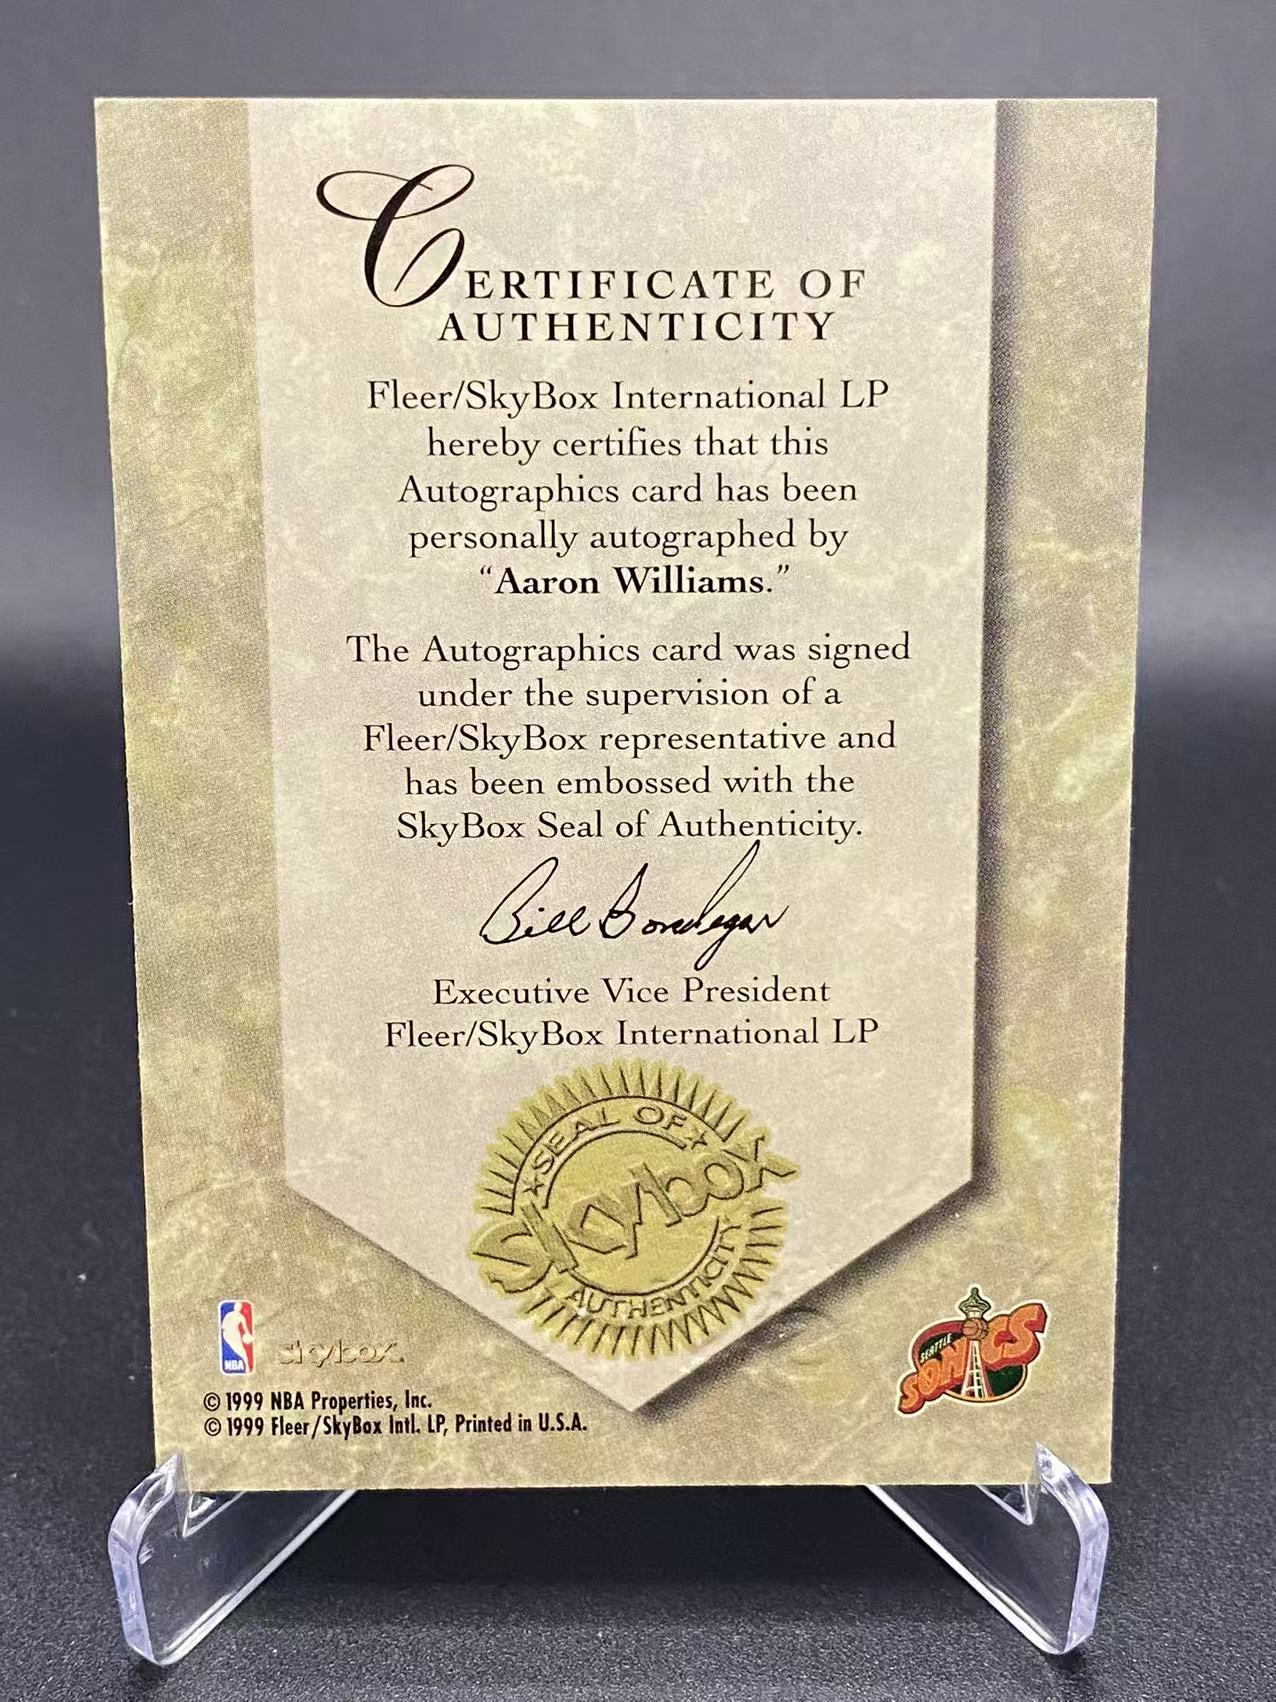 CERTIFICATE OF
AUTHENTICITY
Fleer/SkyBox International LP
hereby certifies that this
Autographics card has been
personally autographed by
“Aaron Williams.”
The Autographics card was signed
under the supervision of a
Fleer/SkyBox representative and
has been embossed with the
SkyBox Seal of Authenticity.
Executive Vice President
Fleer/SkyBox International LP
SEAL OF
Skybox
AUTHENTICITY
NBA
skybox.
SEATTLE
SONICS
© 1999 NBA Properties, Inc.
© 1999 Fleer/SkyBox Intl. LP, Printed in U.S.A.